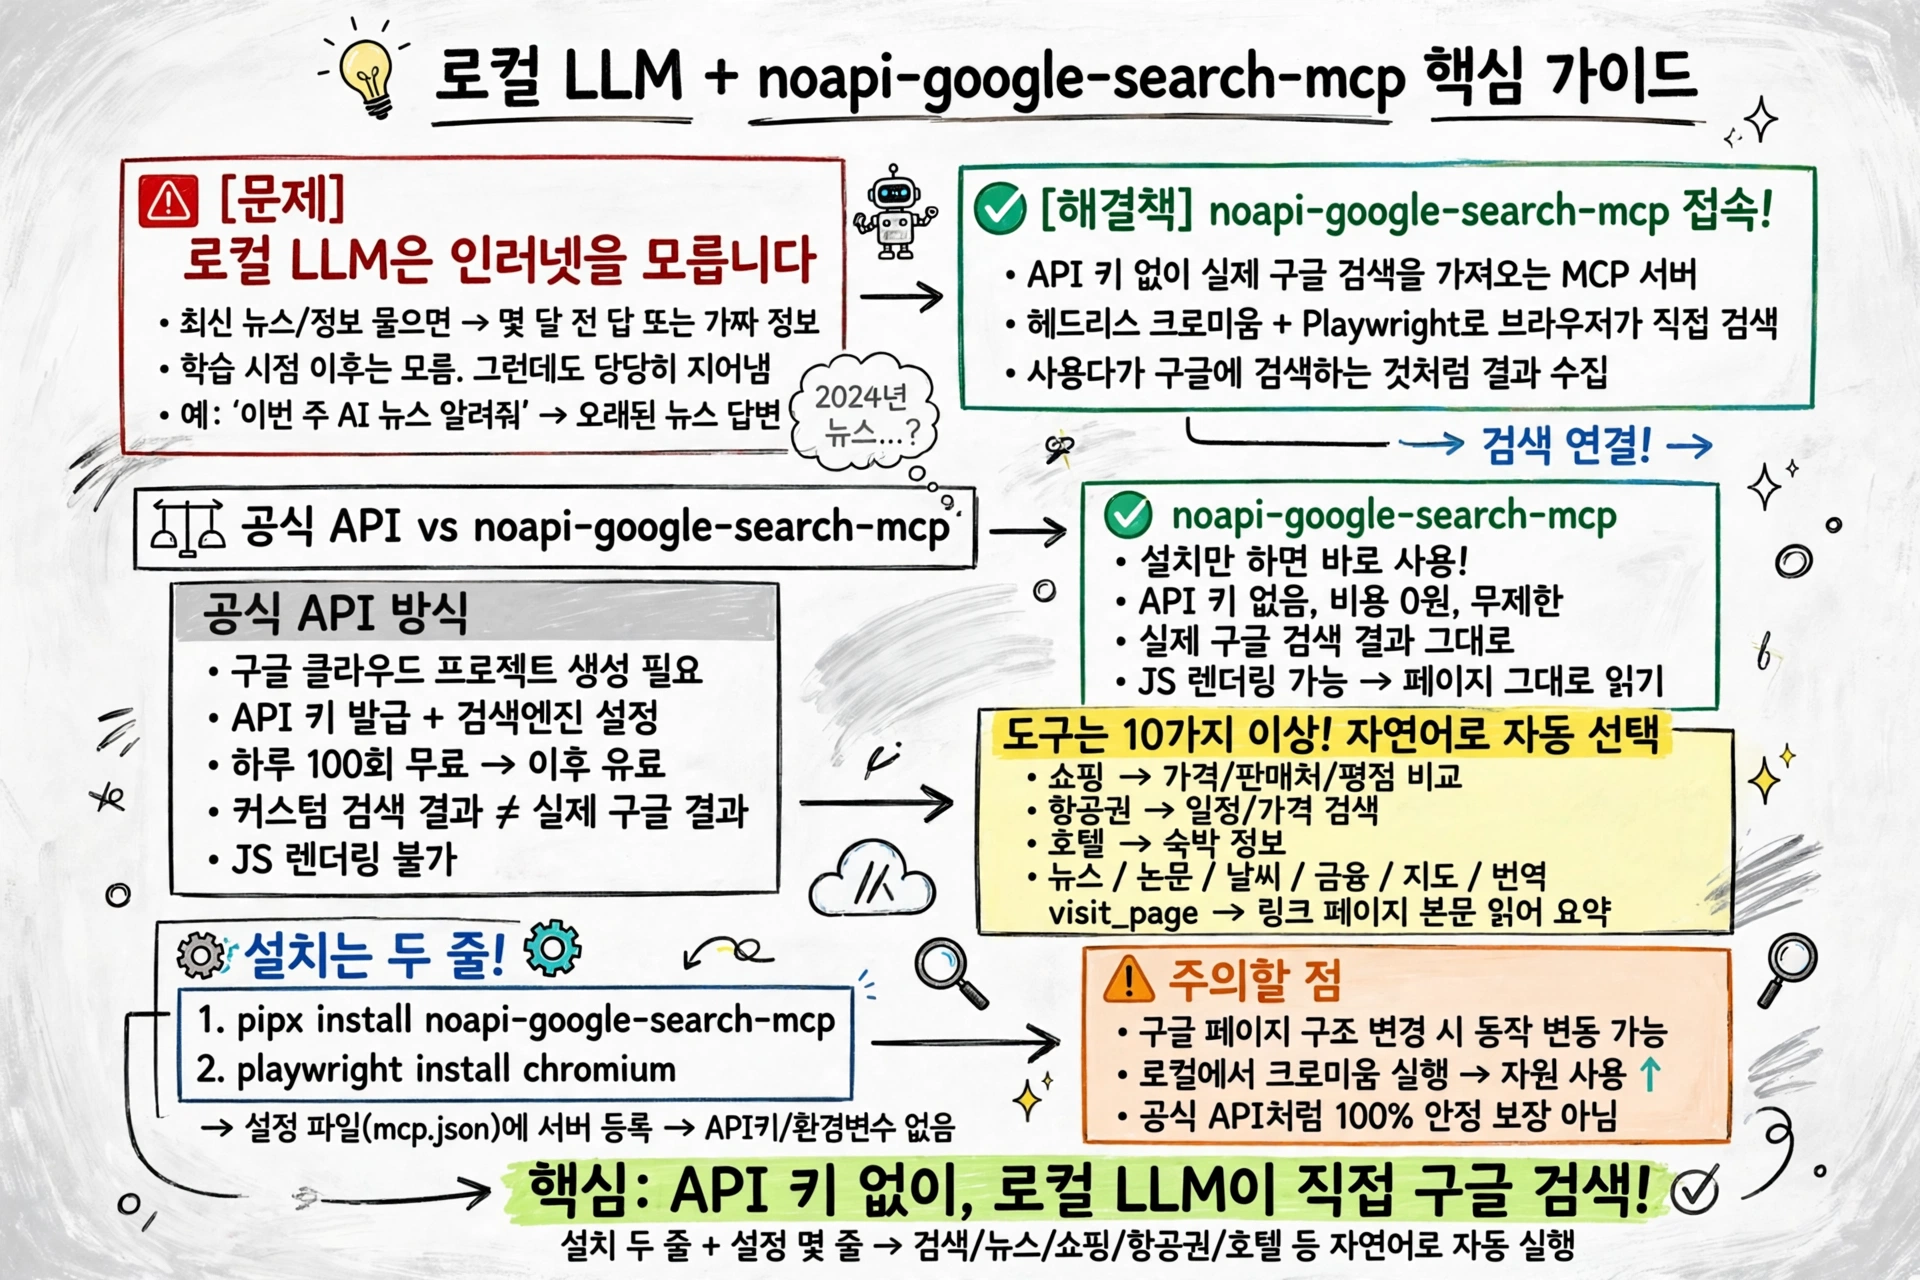 로컬 LLM + noapi-google-search-mcp 핵심 가이드
[문제]
로컬 LLM은 인러넷을 모릅니다
• 최신 뉴스/정보 물으면 → 몇 달 전 답 또는 가짜 정보
• 학습 시점 이후는 모름. 그런데도 당당히 지어냄
• 예: ‘이번 주 AI 뉴스 알려줘’ → 오래된 뉴스 답변
2024년
뉴스...?
[해결책] noapi-google-search-mcp 접속!
• API 키 없이 실제 구글 검색을 가져오는 MCP 서버
• 헤드리스 크로미움 + Playwright로 브라우저가 직접 검색
• 사용다가 구글에 검색하는 것처럼 결과 수집
→ 검색 연결! →
공식 API vs noapi-google-search-mcp
noapi-google-search-mcp
• 설치만 하면 바로 사용!
• API 키 없음, 비용 0원, 무제한
• 실제 구글 검색 결과 그대로
• JS 렌더링 가능 → 페이지 그대로 읽기
공식 API 방식
• 구글 클라우드 프로젝트 생성 필요
• API 키 발급 + 검색엔진 설정
• 하루 100회 무료 → 이후 유료
• 커스텀 검색 결과 ≠ 실제 구글 결과
• JS 렌더링 불가
도구는 10가지 이상! 자연어로 자동 선택
• 쇼핑 → 가격/판매처/평점 비교
• 항공권 → 일정/가격 검색
• 호텔 → 숙박 정보
• 뉴스 / 논문 / 날씨 / 금융 / 지도 / 번역
visit_page → 링크 페이지 본문 읽어 요약
설치는 두 줄!
1. pipx install noapi-google-search-mcp
2. playwright install chromium
→ 설정 파일(mcp.json)에 서버 등록 → API키/환경변수 없음
주의할 점
• 구글 페이지 구조 변경 시 동작 변동 가능
• 로컬에서 크로미움 실행 → 자원 사용 ↑
• 공식 API처럼 100% 안정 보장 아님
핵심: API 키 없이, 로컬 LLM이 직접 구글 검색!
설치 두 줄 + 설정 몇 줄 → 검색/뉴스/쇼핑/항공권/호텔 등 자연어로 자동 실행